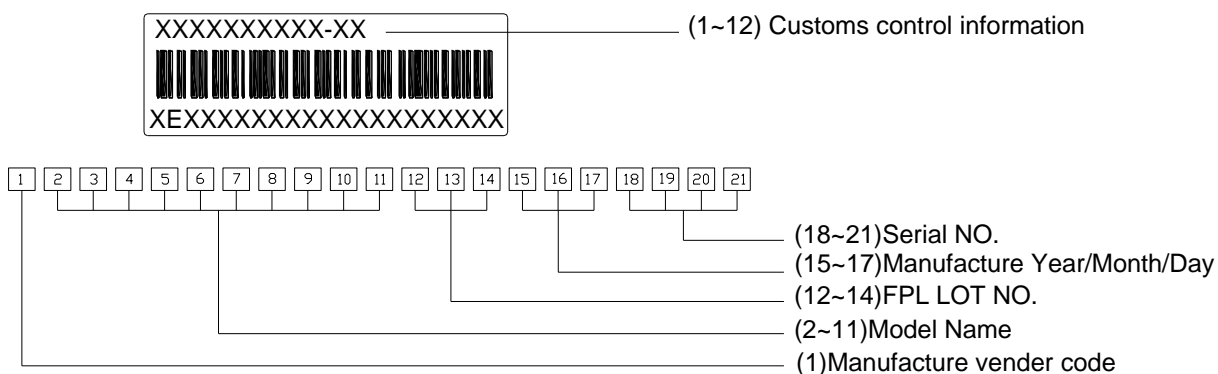 XXXXXXXXXX-XX
(1~12) Customs control information
XEXXXXXXXXXXXXXXXXXXX
1 2 3 4 5 6 7 8 9 10 11 12 13 14 15 16 17 18 19 20 21
(18~21)Serial NO.
(15~17)Manufacture Year/Month/Day
(12~14)FPL LOT NO.
(2~11)Model Name
(1)Manufacture vender code